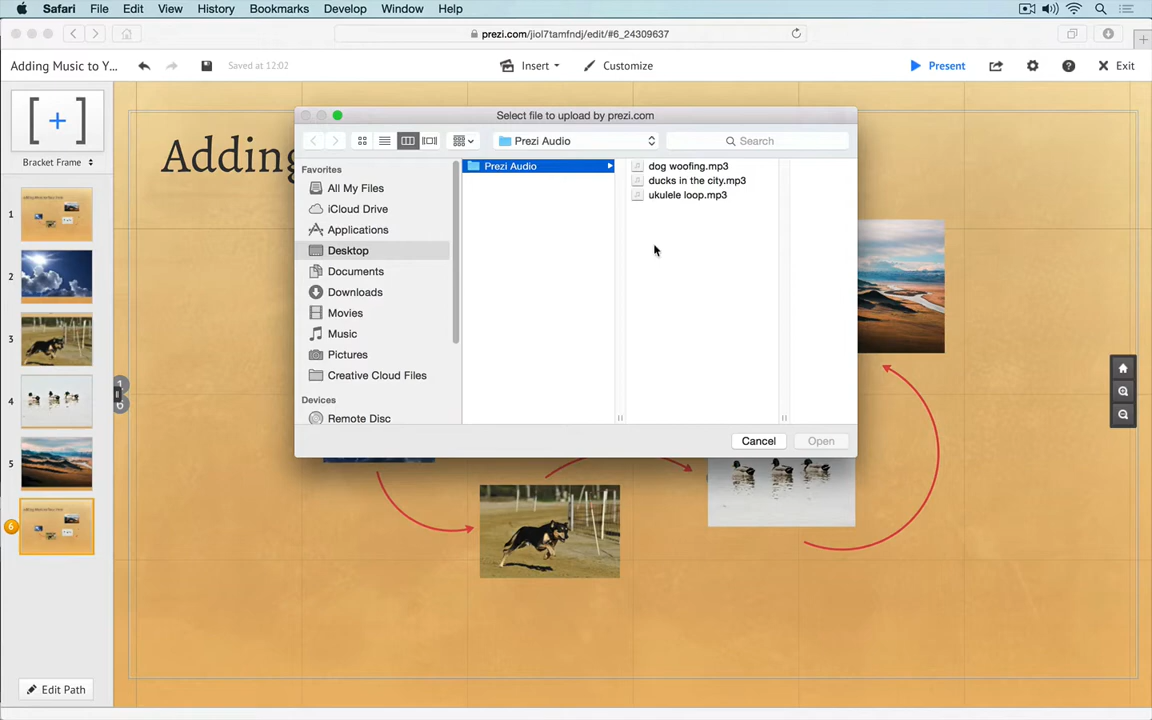 Safari File Edit View History Bookmarks Develop Window Help
prezi.com/jiol7tamfndj/edit/#6_24309637
Adding Music to Y... Saved at 12:02 Insert Customize Present Exit
[+]
Bracket Frame
1
2
3
4
5
6
Edit Path
Adding
1
6
Select file to upload by prezi.com
Prezi Audio Search
Favorites
All My Files
iCloud Drive
Applications
Desktop
Documents
Downloads
Movies
Music
Pictures
Creative Cloud Files
Devices
Remote Disc
Prezi Audio
dog woofing.mp3
ducks in the city.mp3
ukulele loop.mp3
Cancel Open